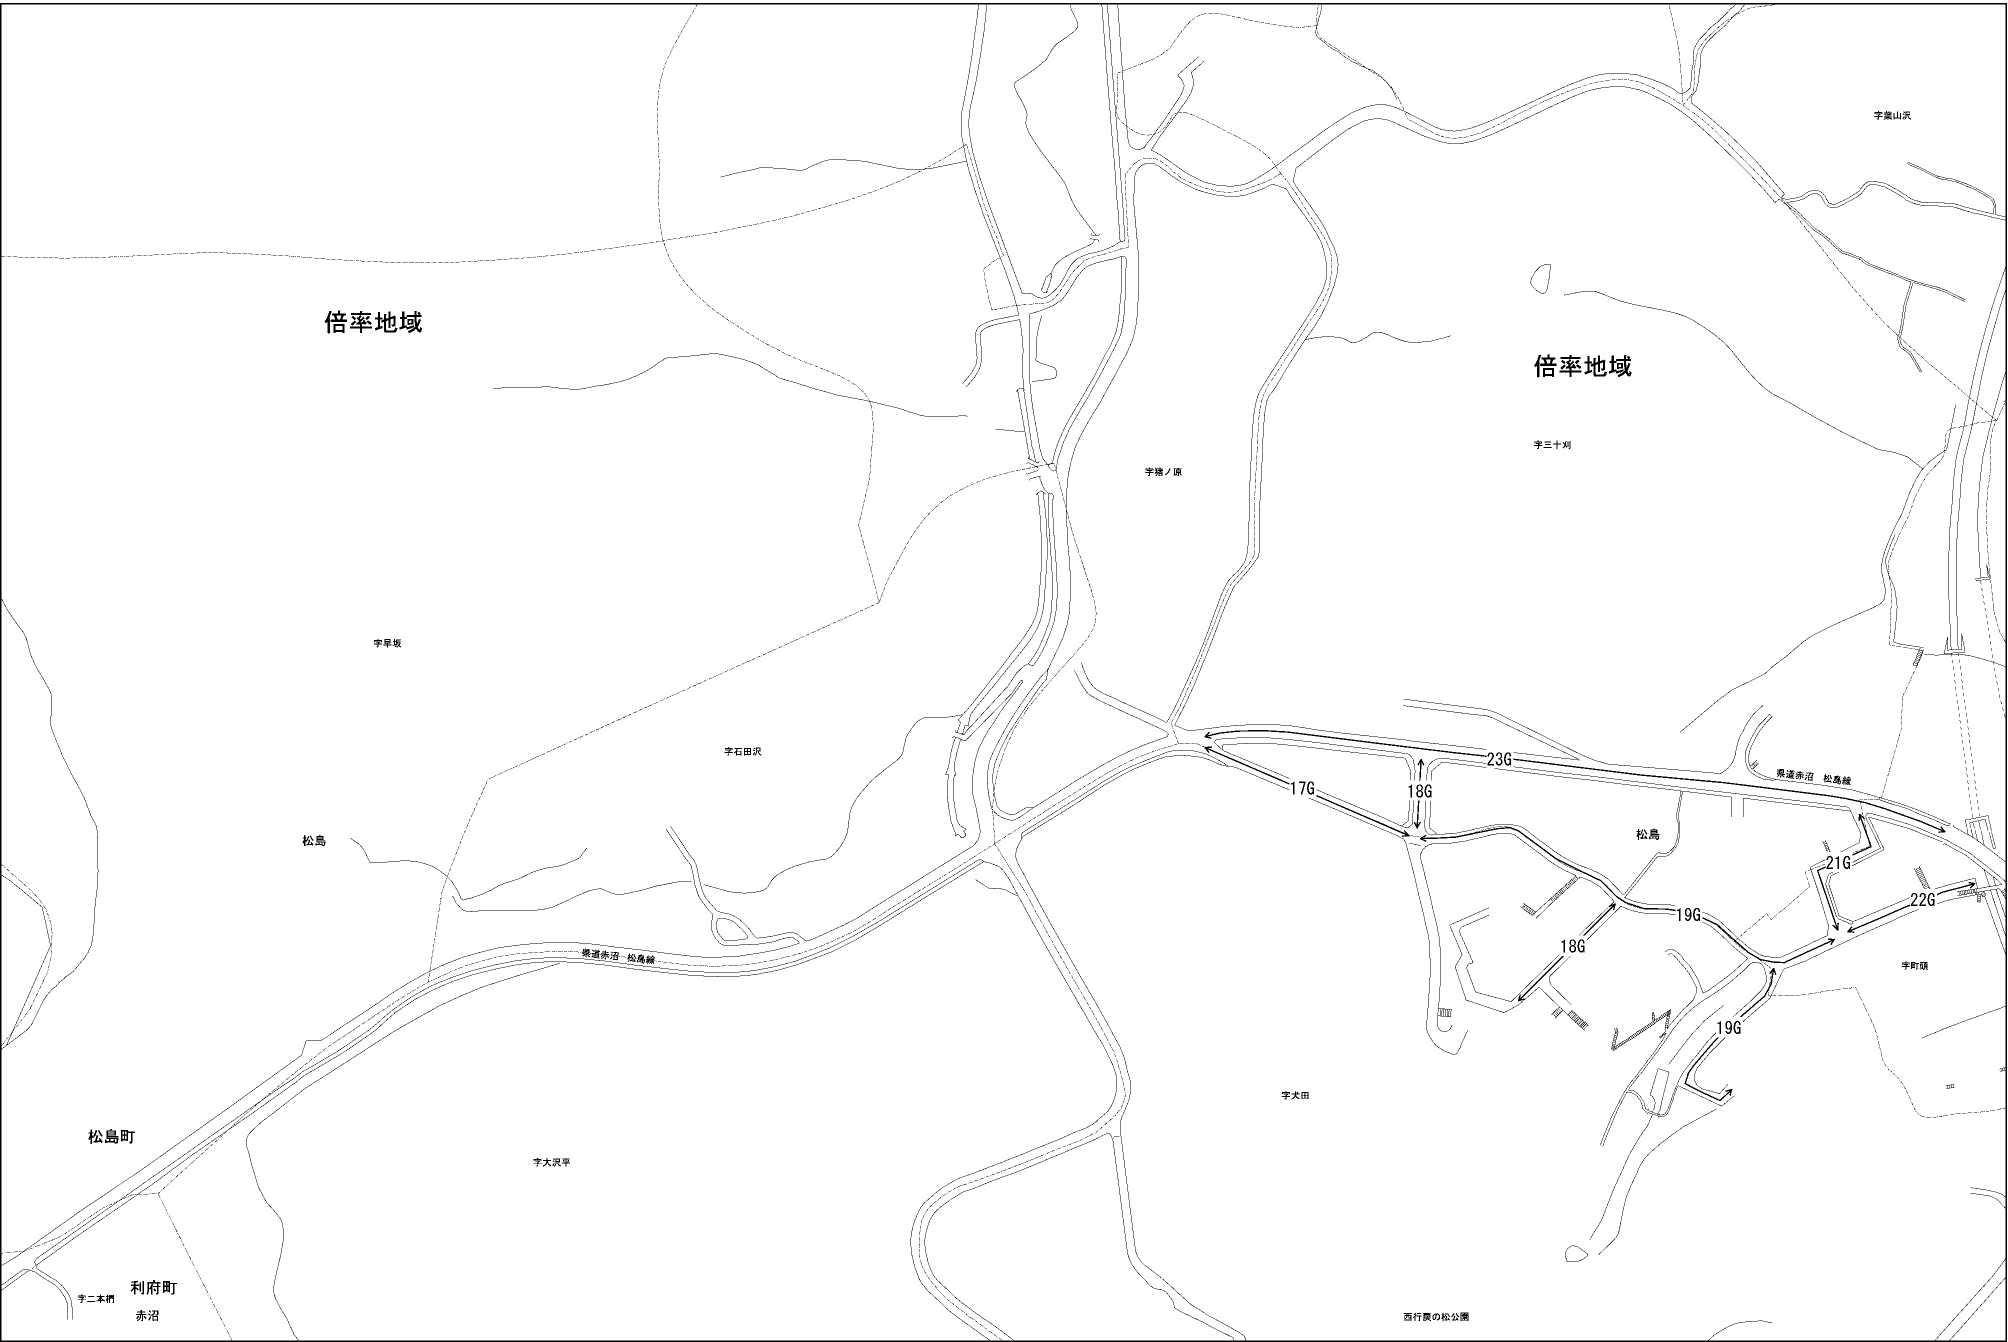 字葉山沢
倍率地域
倍率地域
字三十刈
字猪ノ原
字早坂
字石田沢
23G
17G
18G
県道赤沼　松島線
松島
松島
21G
22G
19G
18G
県道赤沼　松島線
字町頭
19G
字犬田
松島町
字大沢平
利府町
字二本椚
赤沼
西行戻の松公園